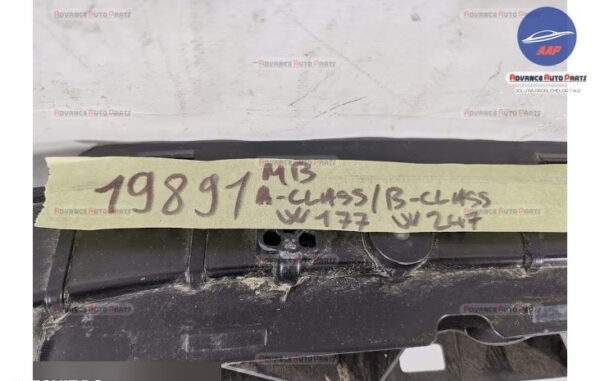 AAP
ADVANCE AUTO PARTS
19891 MB
A-CLASS/B-CLASS
W177 W247